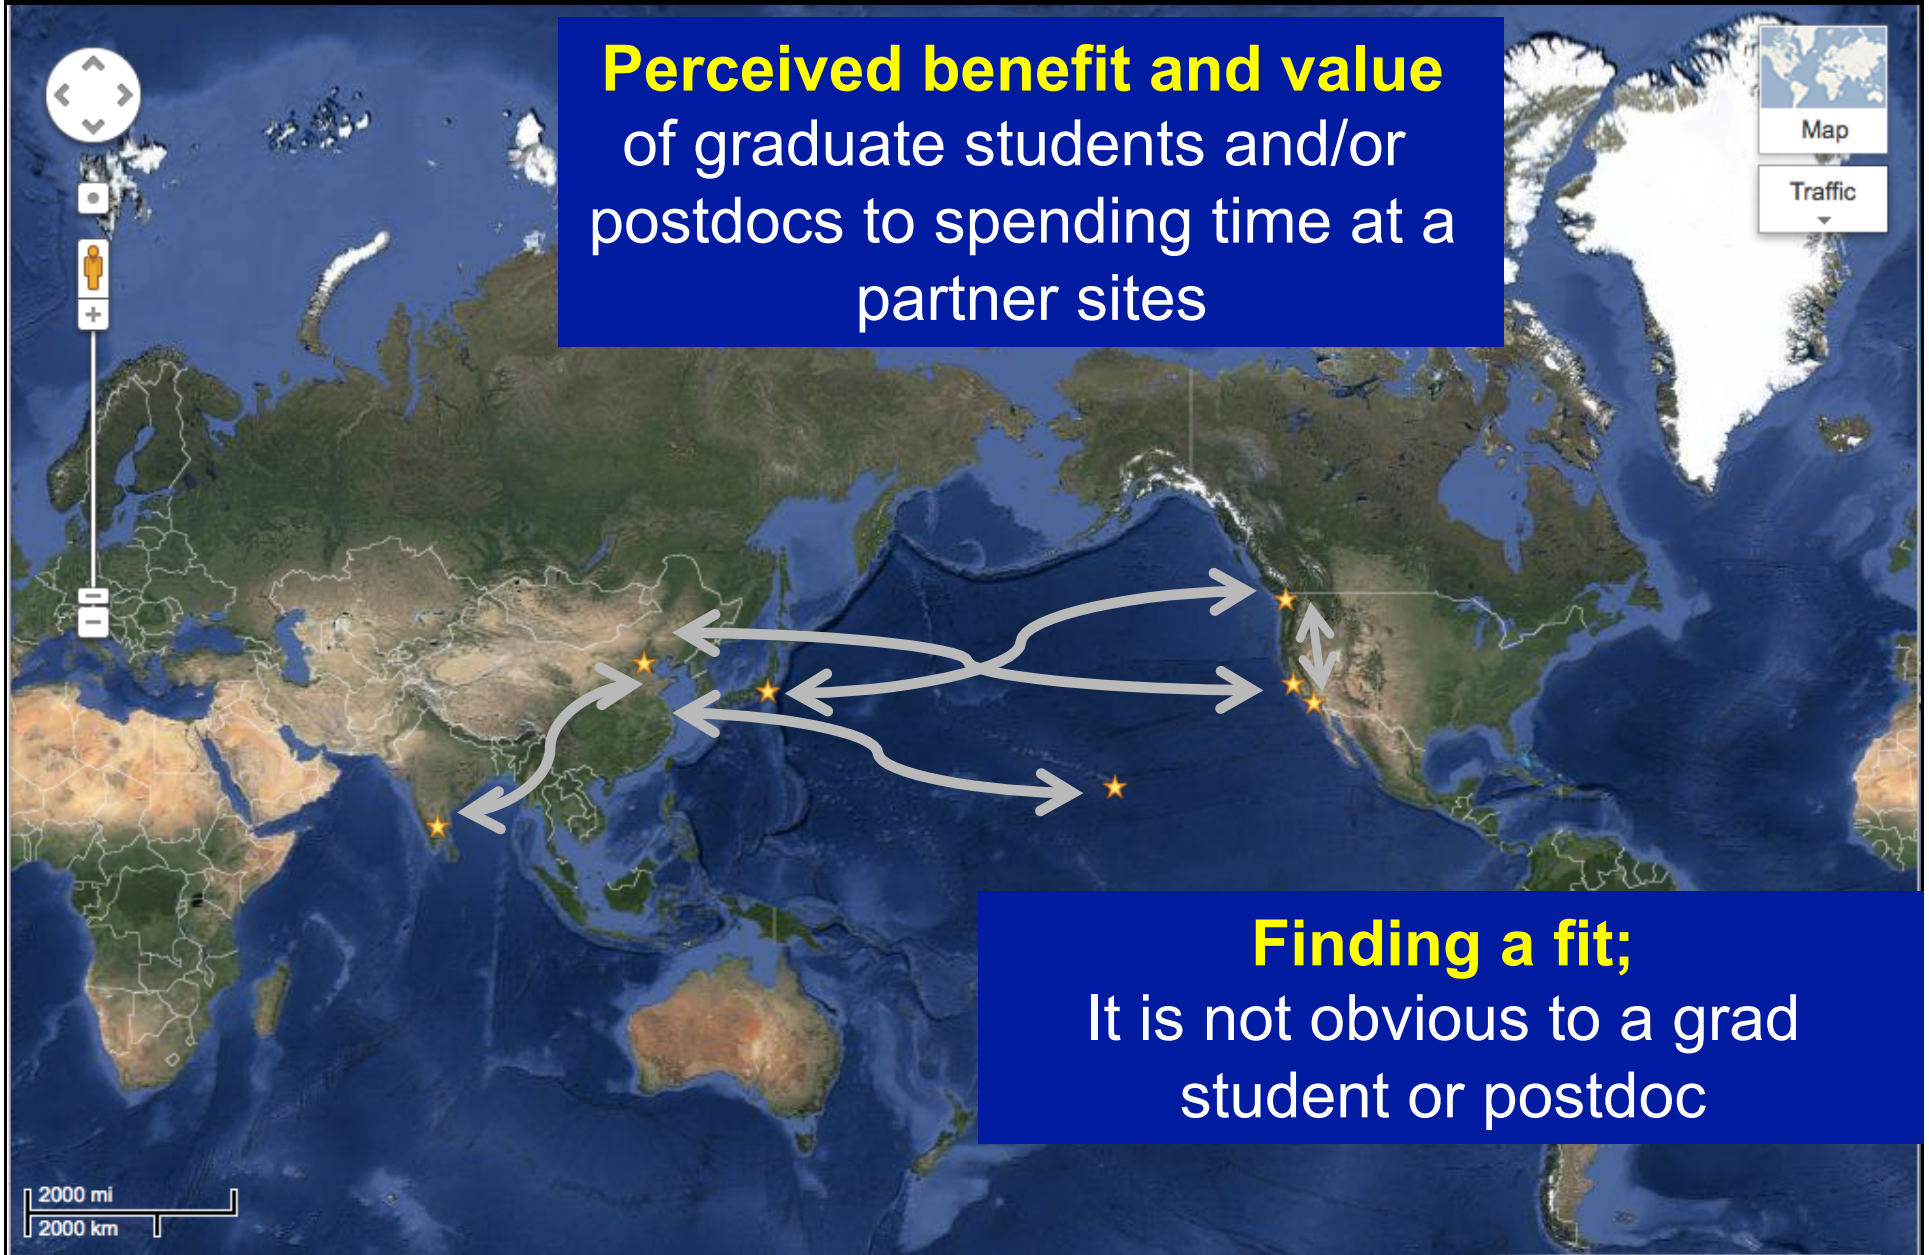 Perceived benefit and value
of graduate students and/or
postdocs to spending time at a
partner sites
Map
Traffic
Finding a fit;
It is not obvious to a grad
student or postdoc
2000 mi
2000 km